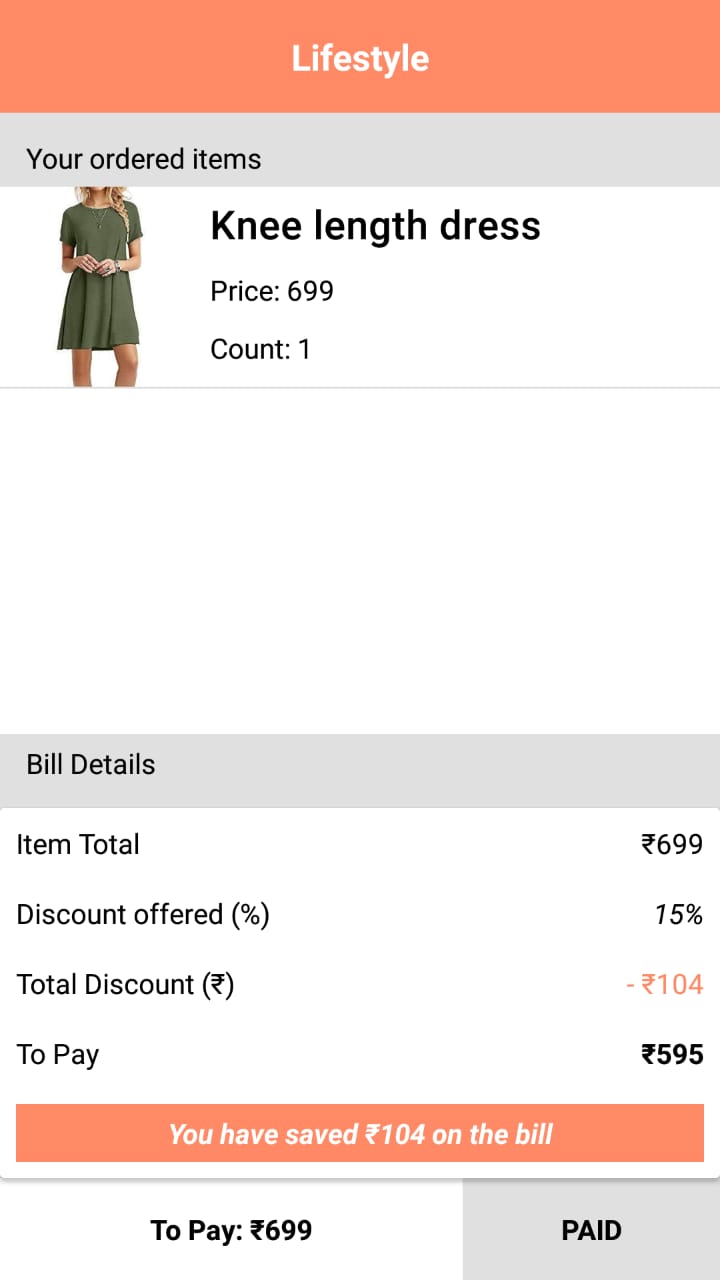 Lifestyle
Your ordered items
Knee length dress
Price: 699
Count: 1
Bill Details
Item Total ₹699
Discount offered (%) 15%
Total Discount (₹) - ₹104
To Pay ₹595
You have saved ₹104 on the bill
To Pay: ₹699 PAID